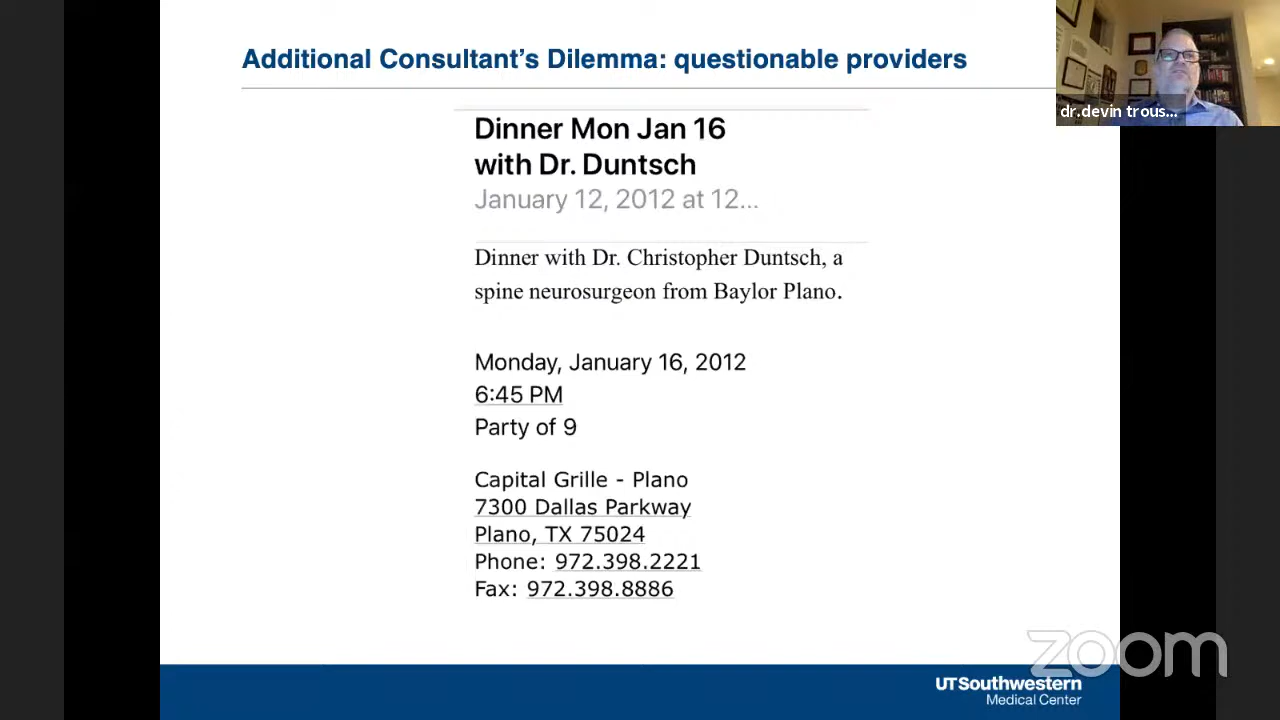 Additional Consultant's Dilemma: questionable providers
dr.devin trous...
Dinner Mon Jan 16
with Dr. Duntsch
January 12, 2012 at 12...
Dinner with Dr. Christopher Duntsch, a
spine neurosurgeon from Baylor Plano.
Monday, January 16, 2012
6:45 PM
Party of 9
Capital Grille - Plano
7300 Dallas Parkway
Plano, TX 75024
Phone: 972.398.2221
Fax: 972.398.8886
zoom
UTSouthwestern
Medical Center